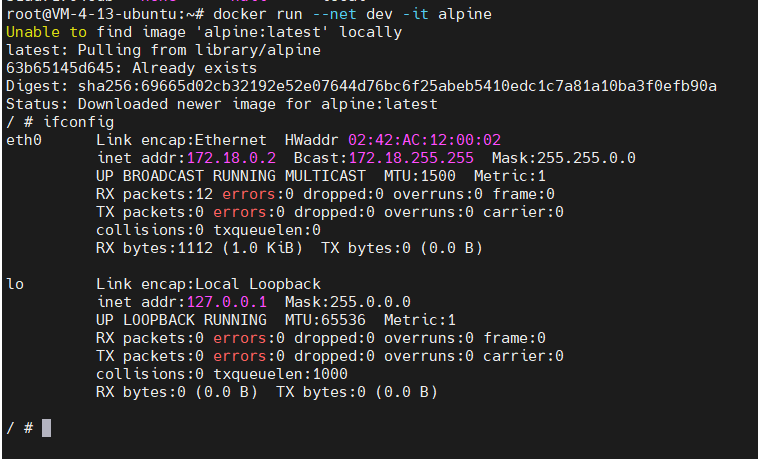 root@VM-4-13-ubuntu:~# docker run --net dev -it alpine
Unable to find image 'alpine:latest' locally
latest: Pulling from library/alpine
63b65145d645: Already exists
Digest: sha256:69665d02cb32192e52e07644d76bc6f25abeb5410edc1c7a81a10ba3f0efb90a
Status: Downloaded newer image for alpine:latest
/ # ifconfig
eth0      Link encap:Ethernet  HWaddr 02:42:AC:12:00:02
          inet addr:172.18.0.2  Bcast:172.18.255.255  Mask:255.255.0.0
          UP BROADCAST RUNNING MULTICAST  MTU:1500  Metric:1
          RX packets:12 errors:0 dropped:0 overruns:0 frame:0
          TX packets:0 errors:0 dropped:0 overruns:0 carrier:0
          collisions:0 txqueuelen:0
          RX bytes:1112 (1.0 KiB)  TX bytes:0 (0.0 B)
lo        Link encap:Local Loopback
          inet addr:127.0.0.1  Mask:255.0.0.0
          UP LOOPBACK RUNNING  MTU:65536  Metric:1
          RX packets:0 errors:0 dropped:0 overruns:0 frame:0
          TX packets:0 errors:0 dropped:0 overruns:0 carrier:0
          collisions:0 txqueuelen:1000
          RX bytes:0 (0.0 B)  TX bytes:0 (0.0 B)
/ #